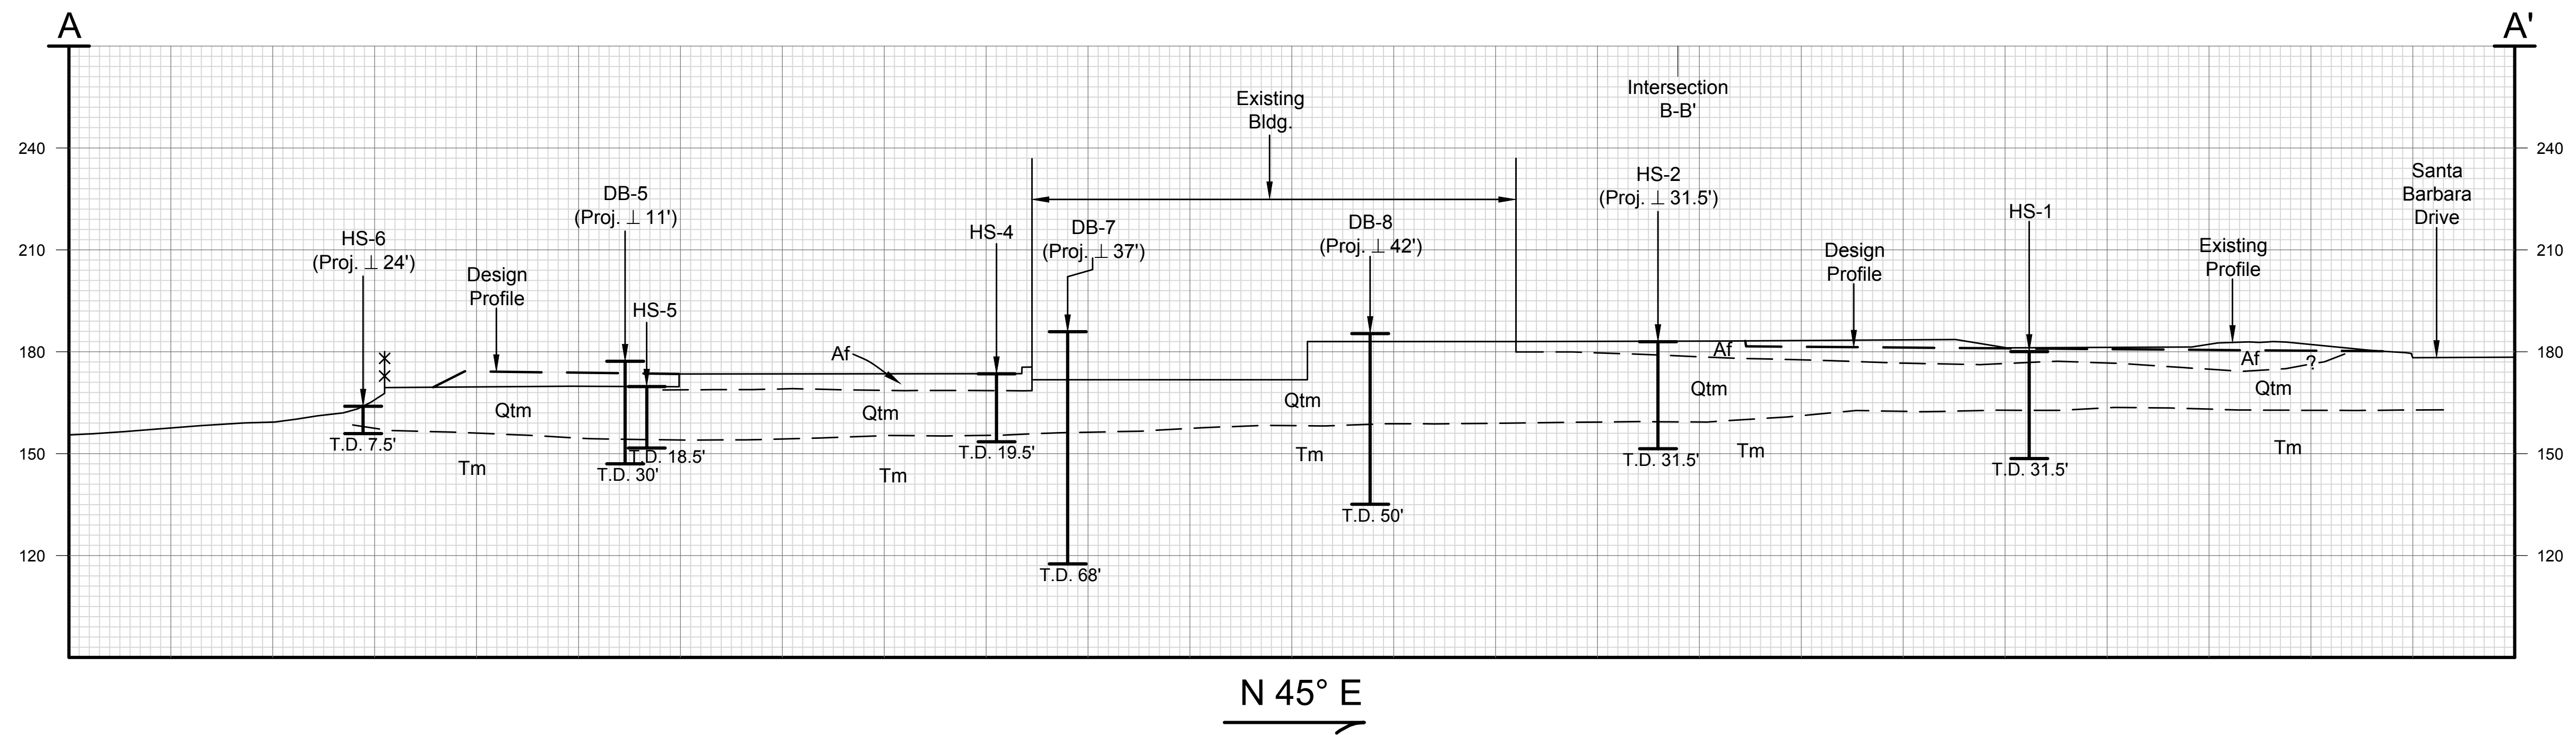 A
A'
Intersection
B-B'
Existing
Bldg.
240
240
HS-2
(Proj. ⊥ 31.5')
Santa
Barbara
Drive
DB-5
(Proj. ⊥ 11')
HS-1
HS-6
(Proj. ⊥ 24')
HS-4
DB-7
(Proj. ⊥ 37')
DB-8
(Proj. ⊥ 42')
210
210
Design
Profile
Design
Profile
Existing
Profile
HS-5
180
180
Af
Af
Af
?
Qtm
Qtm
Qtm
Qtm
Qtm
T.D. 7.5'
T.D. 18.5'
T.D. 30'
T.D. 19.5'
T.D. 31.5'
T.D. 31.5'
150
150
Tm
Tm
Tm
Tm
Tm
T.D. 50'
120
120
T.D. 68'
N 45° E